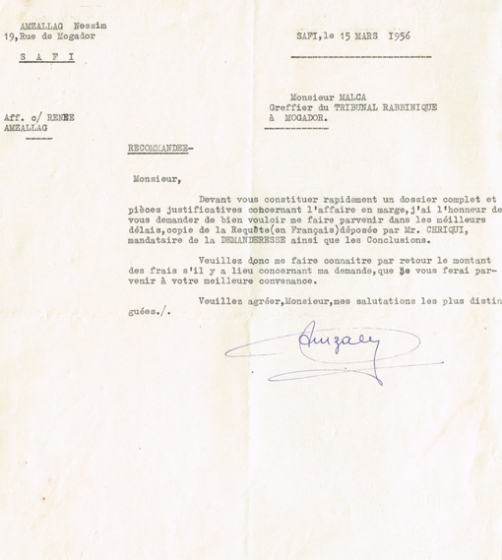 AMZALLAG Nessim
19,Rue de Mogador
SAFI
SAFI,le 15 MARS 1956
Monsieur MALCA
Greffier du TRIBUNAL RABBINIQUE
à MOGADOR.
Aff. c/ RENEE
AMZALLAG
RECOMMANDEE-
Monsieur,
Devant vous constituer rapidement un dossier complet et
pièces justificatives concernant l'affaire en marge,j'ai l'honneur de
vous demander de bien vouloir me faire parvenir dans les méilleurs
délais,copie de la Requête(en Français)déposée par Mr. CHRIQUI,
mandataire de la DEMANDERESSE ainsi que les Conclusions.
Veuillez donc me faire connaitre par retour le montant
des frais s'il y a lieu concernant ma demande,que je vous ferai par-
venir à votre meilleure convenance.
Veuillez agréer,Monsieur,mes salutations les plus distin
guées./.